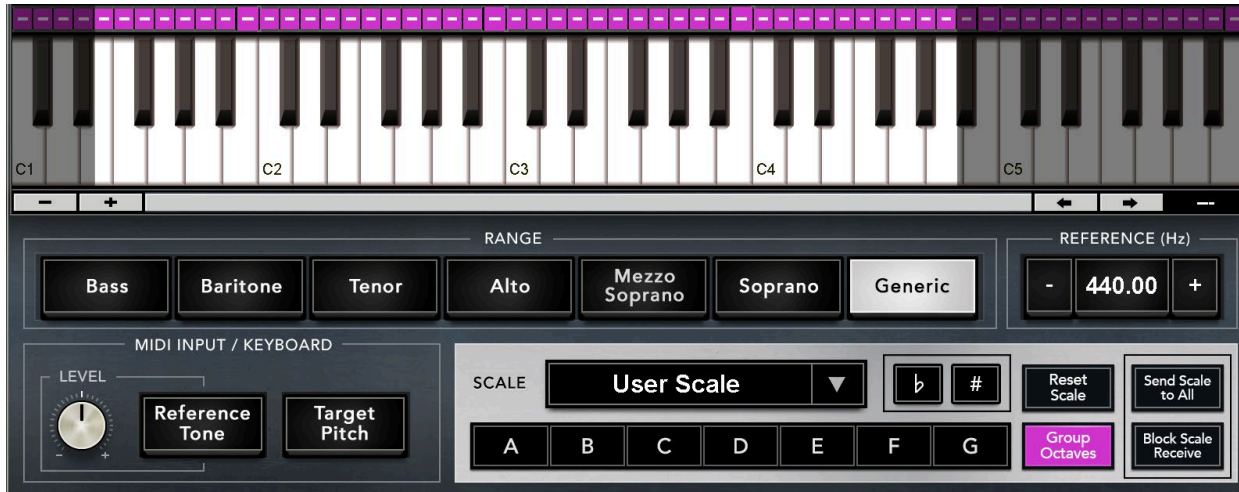 C1 C2 C3 C4 C5
- +
RANGE
REFERENCE (Hz)
Bass Baritone Tenor Alto Mezzo Soprano Soprano Generic
- 440.00 +
MIDI INPUT / KEYBOARD
LEVEL
- +
Reference Tone
Target Pitch
SCALE User Scale ♭ #
A B C D E F G
Reset Scale
Group Octaves
Send Scale to All
Block Scale Receive